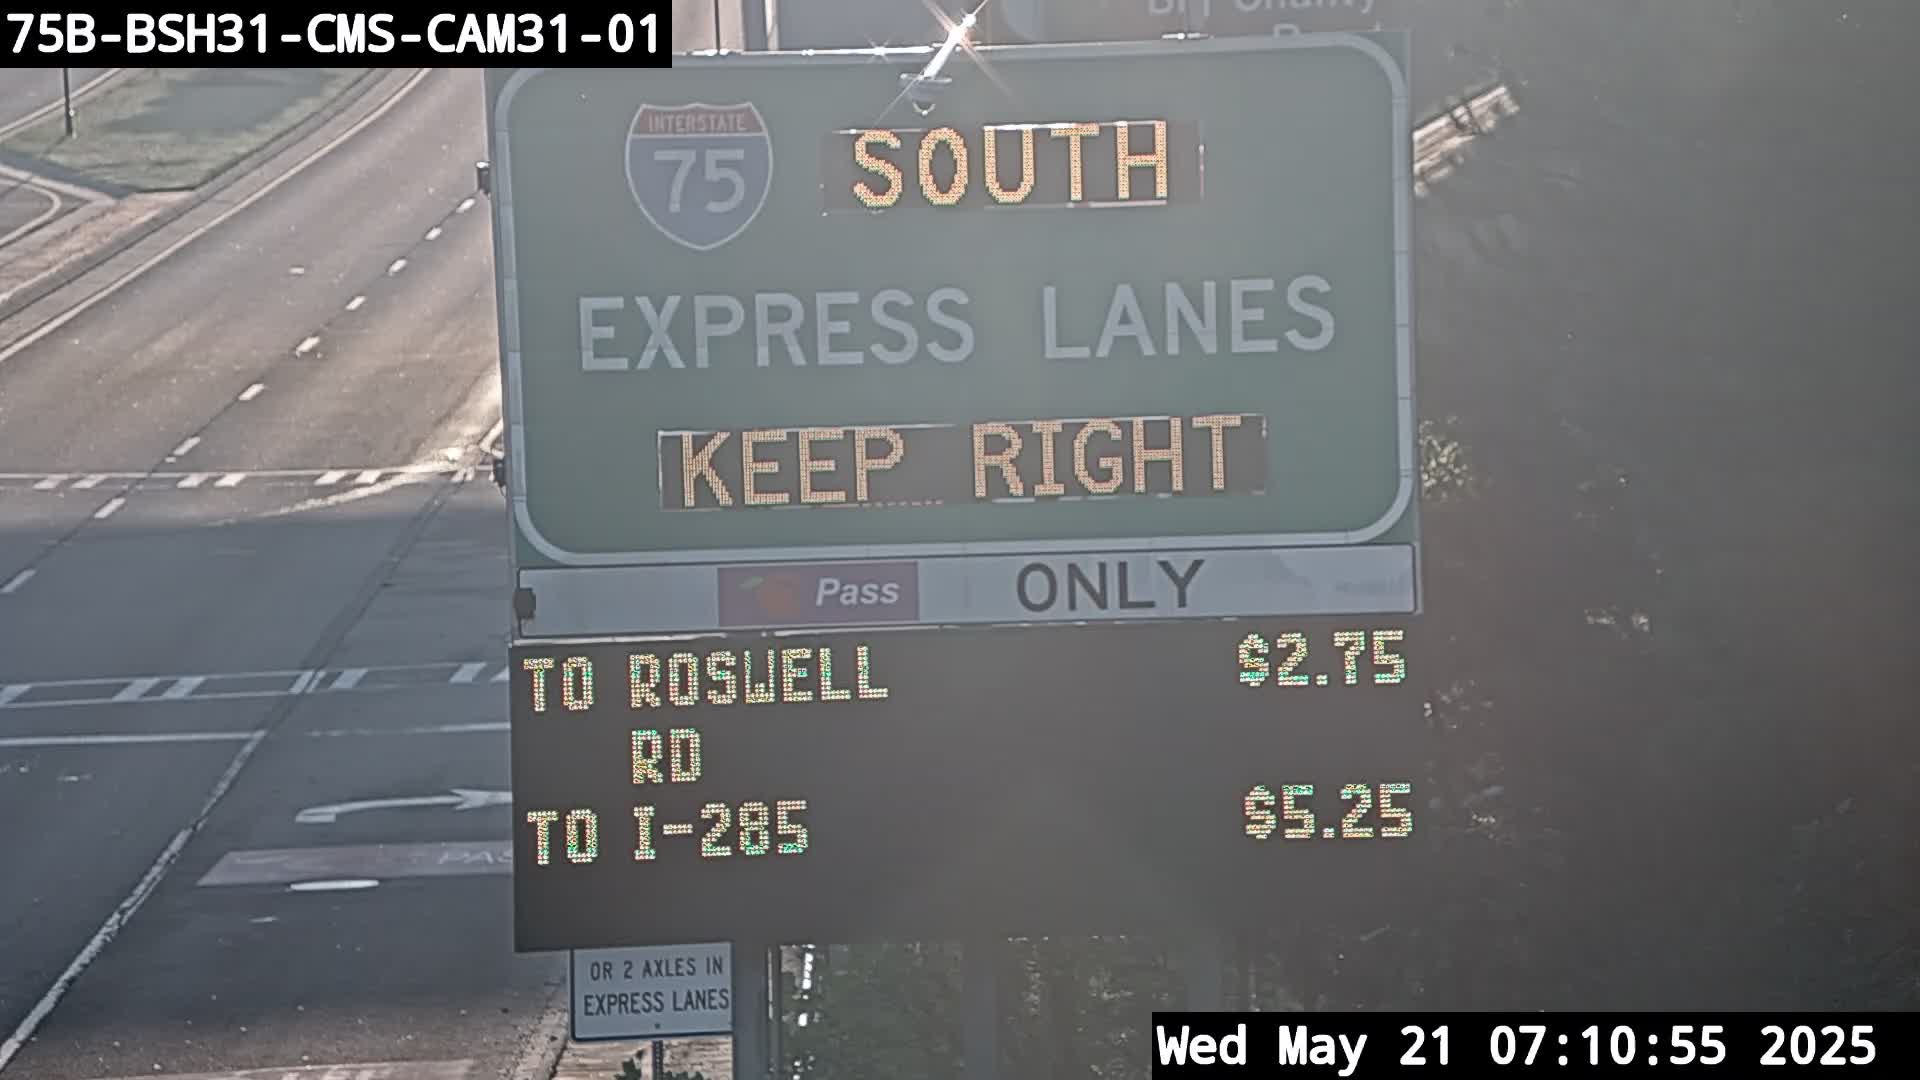 75B-BSH31-CMS-CAM31-01
INTERSTATE
75
SOUTH
EXPRESS LANES
KEEP RIGHT
Pass ONLY
TO ROSWELL $2.75
RD
TO I-285 $5.25
OR 2 AXLES IN
EXPRESS LANES
Wed May 21 07:10:55 2025